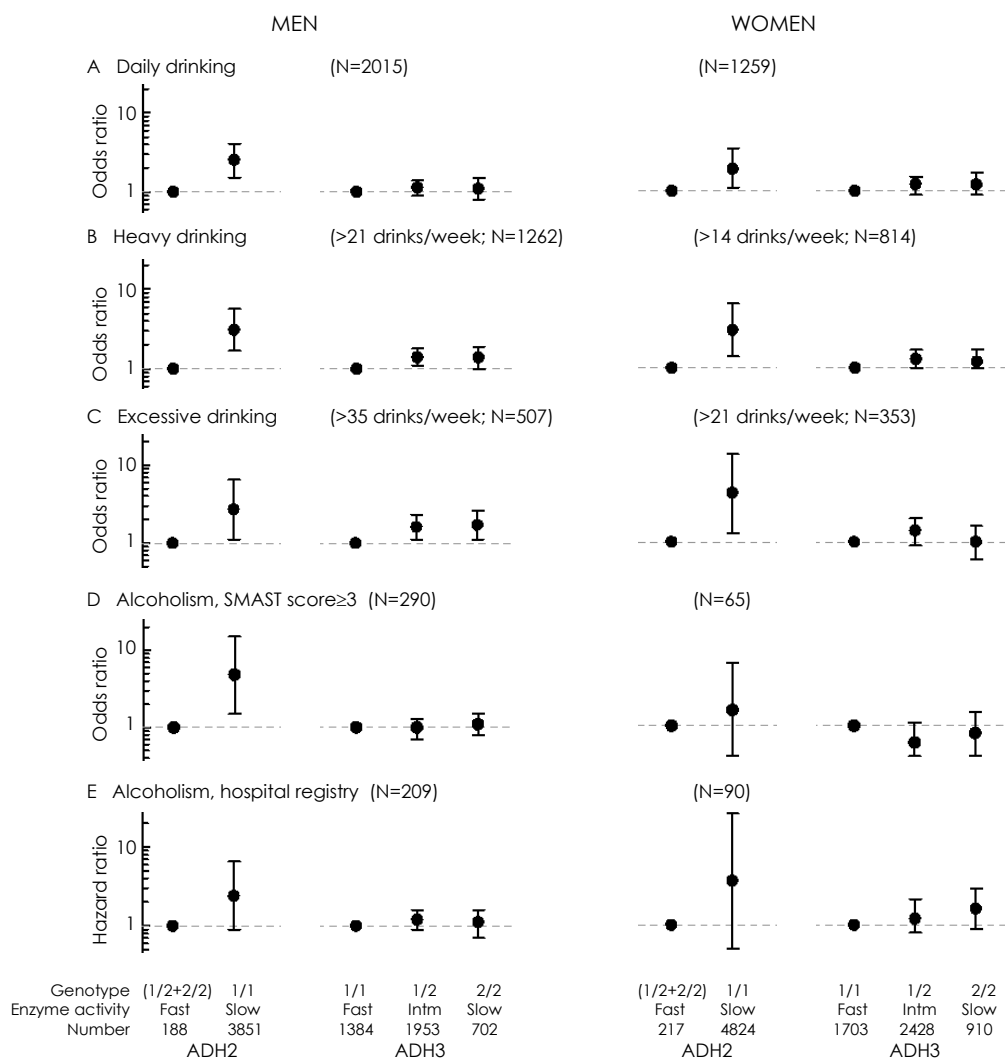 MEN WOMEN
A Daily drinking (N=2015) (N=1259)
10
Odds ratio
1
B Heavy drinking (>21 drinks/week; N=1262) (>14 drinks/week; N=814)
10
Odds ratio
1
C Excessive drinking (>35 drinks/week; N=507) (>21 drinks/week; N=353)
10
Odds ratio
1
D Alcoholism, SMAST score≥3 (N=290) (N=65)
10
Odds ratio
1
E Alcoholism, hospital registry (N=209) (N=90)
10
Hazard ratio
1
Genotype (1/2+2/2) 1/1 1/1 1/2 2/2 (1/2+2/2) 1/1 1/1 1/2 2/2
Enzyme activity Fast Slow Fast Intm Slow Fast Slow Fast Intm Slow
Number 188 3851 1384 1953 702 217 4824 1703 2428 910
ADH2 ADH3 ADH2 ADH3